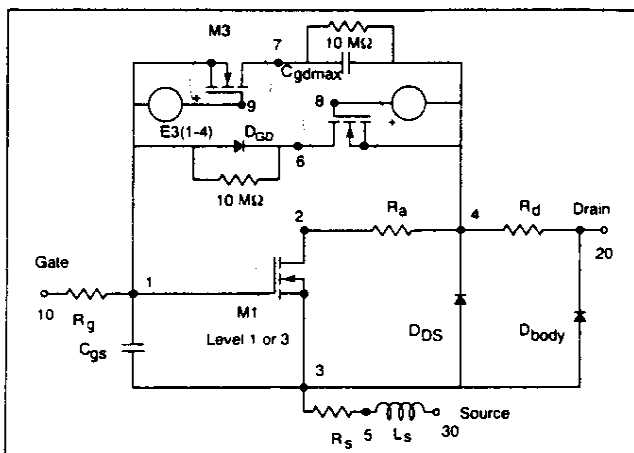 M3
7
10 MΩ
Cgdmax
+
9
8
+
E3(1-4)
DGD
6
10 MΩ
2
Ra
4
Rd
Drain
20
Gate
1
10
Rg
M1
Level 1 or 3
Cgs
DDS
Dbody
3
Source
Rs
5
Ls
30